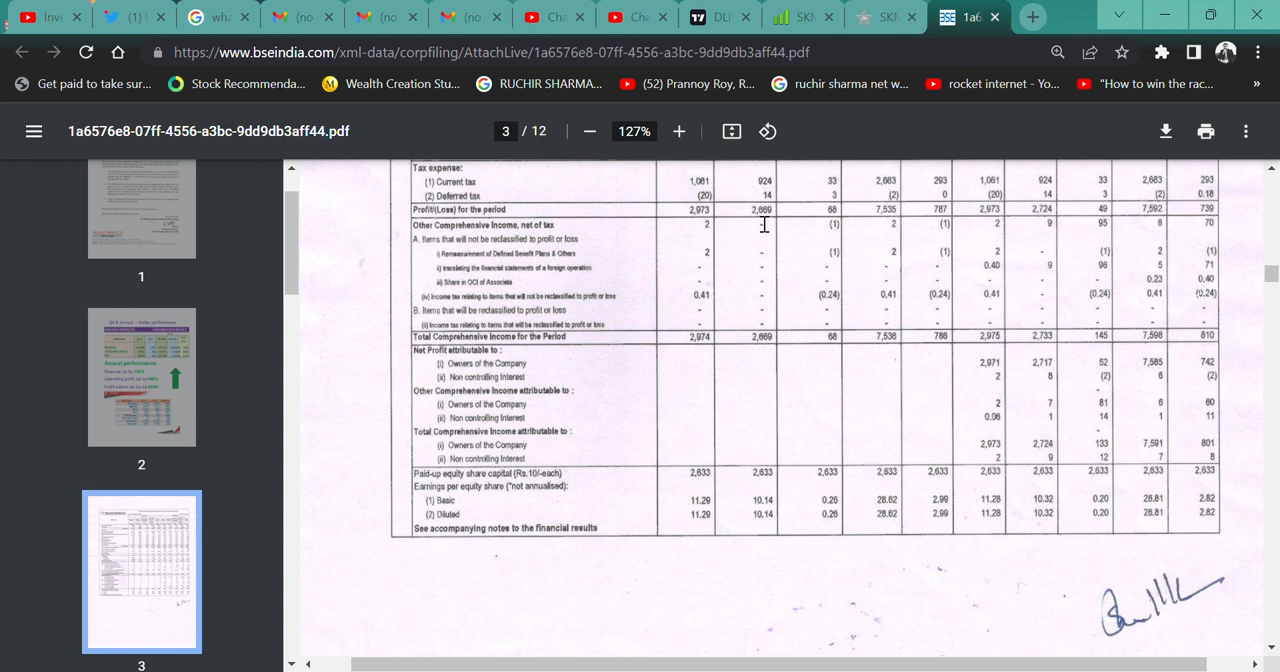 Inve
(1)
wha
(no
(no
(no
Cha
Cha
DLI
SKM
SKM
1a6
https://www.bseindia.com/xml-data/corpfiling/AttachLive/1a6576e8-07ff-4556-a3bc-9dd9db3aff44.pdf
Get paid to take sur...
Stock Recommenda...
Wealth Creation Stu...
RUCHIR SHARMA...
(52) Prannoy Roy, R...
ruchir sharma net w...
rocket internet - Yo...
"How to win the rac...
»
1a6576e8-07ff-4556-a3bc-9dd9db3aff44.pdf
3 / 12
127%
1
2
3
Tax expense:
(1) Current tax 1,061 924 33 2,683 293 1,061 924 33 2,683 293
(2) Deferred tax (20) 14 3 (2) 0 (20) 14 3 (2) 0.18
Profit/(Loss) for the period 2,973 2,669 68 7,535 787 2,973 2,724 49 7,592 739
Other Comprehensive Income, net of tax 2 (1) 2 (1) 2 9 95 8 70
A. Items that will not be reclassified to profit or loss
i) Remeasurement of Defined Benefit Plans & Others 2 - (1) 2 (1) 2 - (1) 2 (1)
ii) translating the financial statements of a foreign operation - - - - - 0.40 9 96 5 71
iii) Share in OCI of Associate - - - - - - - - 0.23 0.40
(iv) Income tax relating to items that will not be reclassified to profit or loss 0.41 - (0.24) 0.41 (0.24) 0.41 - (0.24) 0.41 (0.24)
B. Items that will be reclassified to profit or loss - - - - - - - - - -
(ii) Income tax relating to items that will be reclassified to profit or loss - - - - - - - - - -
Total Comprehensive Income for the Period 2,974 2,669 68 7,536 786 2,975 2,733 145 7,598 810
Net Profit attributable to :
(i) Owners of the Company 2,971 2,717 52 7,585 742
(ii) Non controlling Interest 2 8 (2) 6 (2)
Other Comprehensive Income attributable to : -
(i) Owners of the Company 2 7 81 6 60
(ii) Non controlling Interest 0.06 1 14 1 11
Total Comprehensive Income attributable to : -
(i) Owners of the Company 2,973 2,724 133 7,591 801
(ii) Non controlling Interest 2 9 12 7 8
Paid-up equity share capital (Rs.10/-each) 2,633 2,633 2,633 2,633 2,633 2,633 2,633 2,633 2,633 2,633
Earnings per equity share (*not annualised):
(1) Basic 11.29 10.14 0.26 28.62 2.99 11.28 10.32 0.20 28.81 2.82
(2) Diluted 11.29 10.14 0.26 28.62 2.99 11.28 10.32 0.20 28.81 2.82
See accompanying notes to the financial results